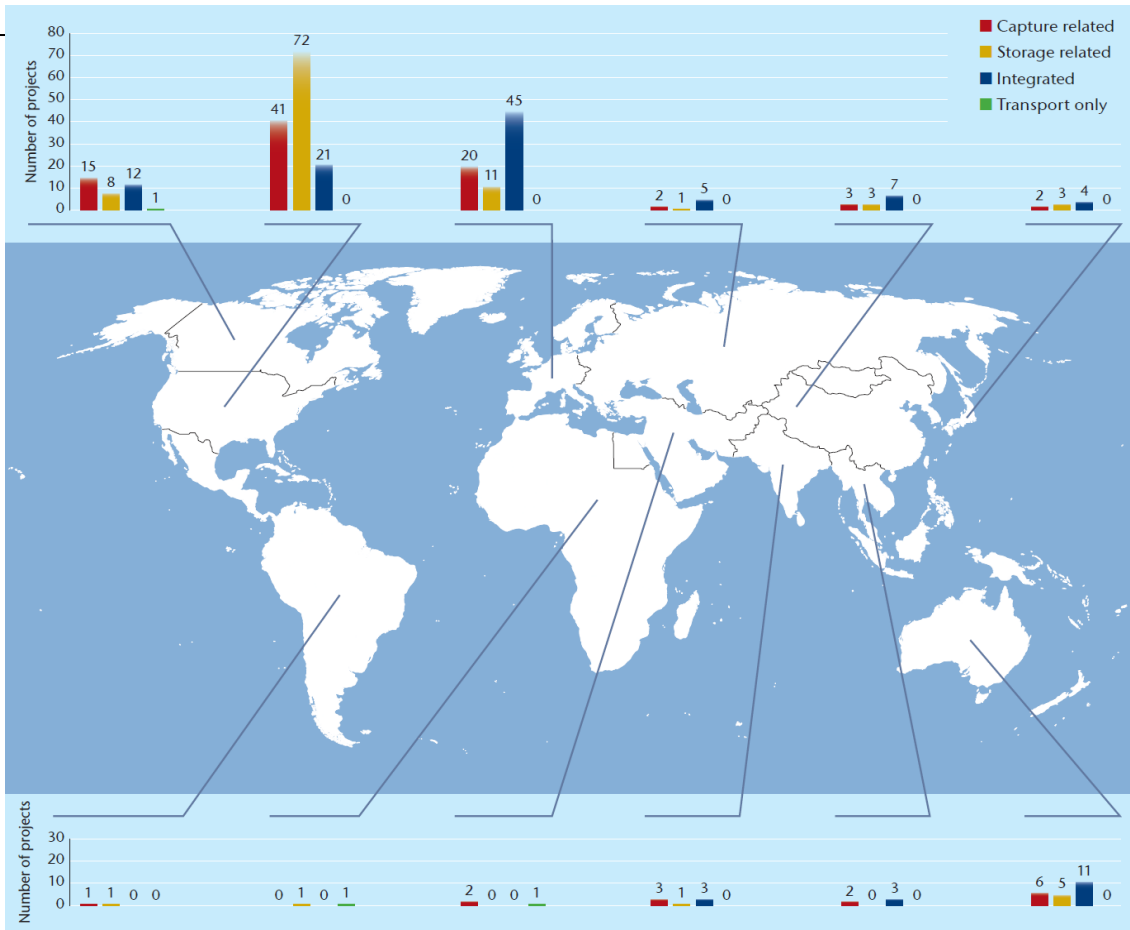 Number of projects
80
70
60
50
40
30
20
10
0
15 8 12 1
41 72 21 0
20 11 45 0
2 1 5 0
3 3 7 0
2 3 4 0
Capture related
Storage related
Integrated
Transport only
Number of projects
30
20
10
0
1 1 0 0
0 1 0 1
2 0 0 1
3 1 3 0
2 0 3 0
6 5 11 0